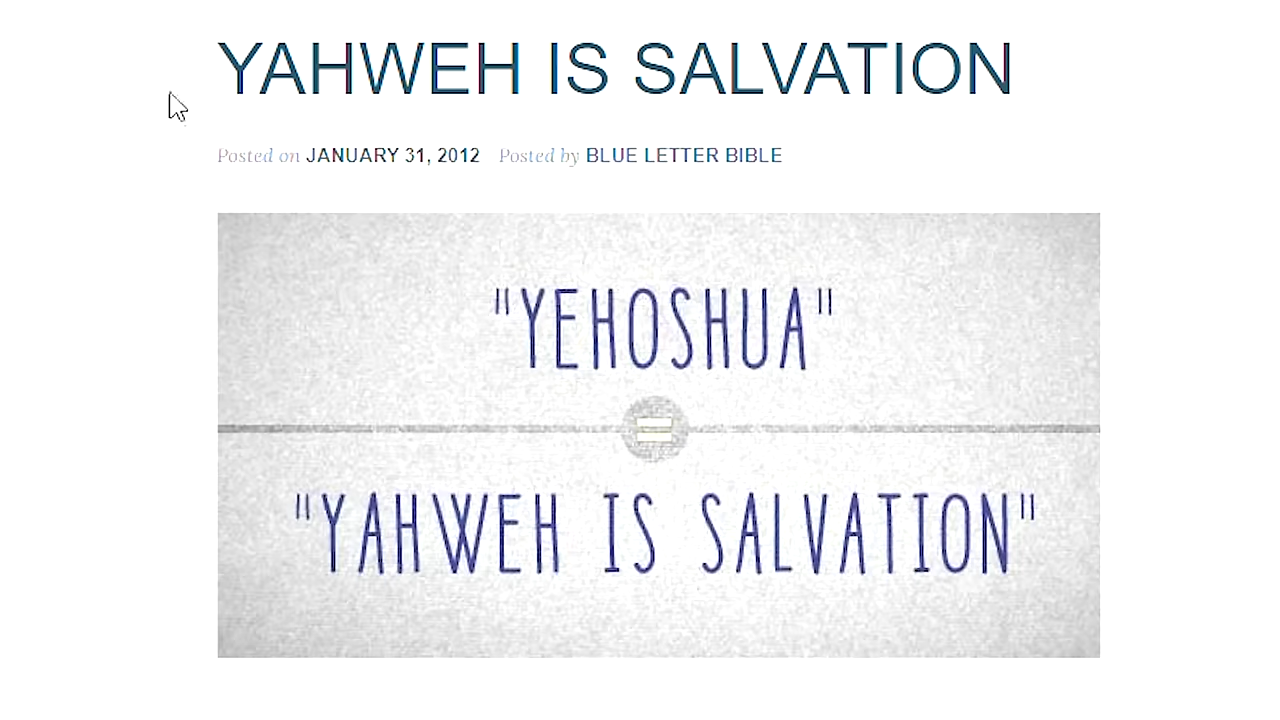 YAHWEH IS SALVATION
Posted on JANUARY 31, 2012 Posted by BLUE LETTER BIBLE
"YEHOSHUA"
=
"YAHWEH IS SALVATION"